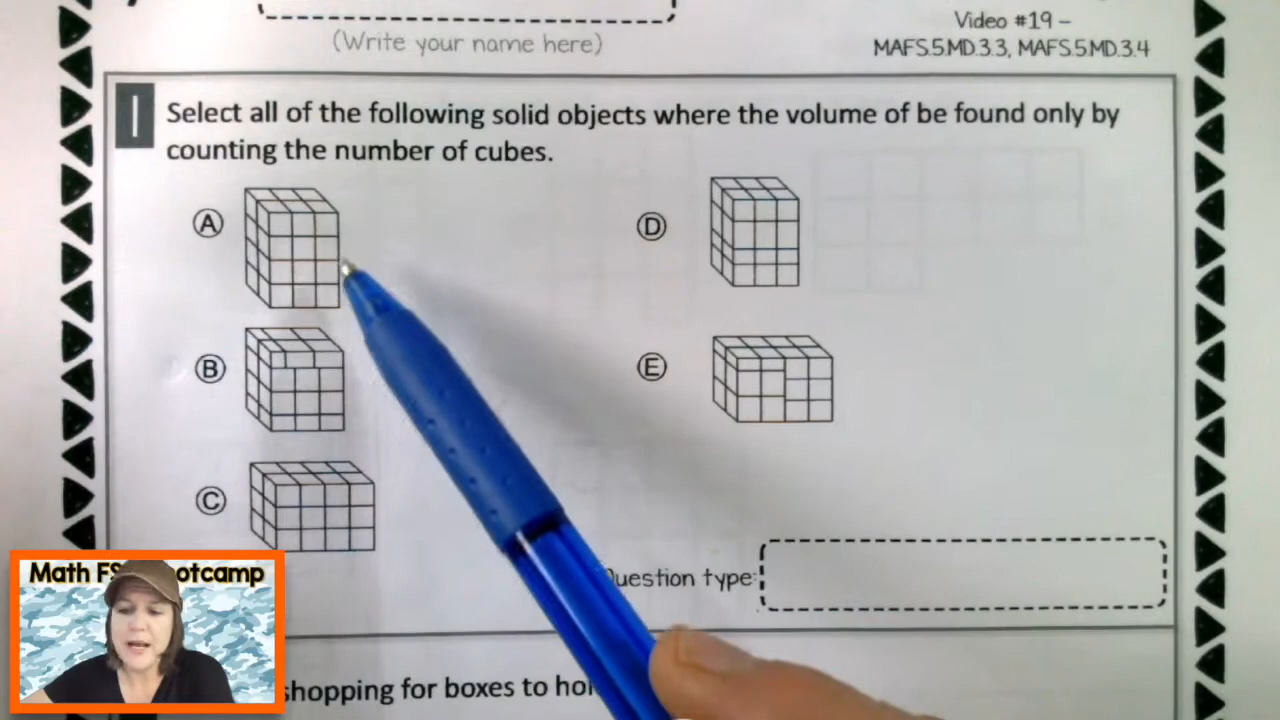 (Write your name here)
Video #19 –
MAFS.5.MD.3.3, MAFS.5.MD.3.4
1 Select all of the following solid objects where the volume of be found only by
counting the number of cubes.
A
B
C
D
E
Question type:
shopping for boxes to
Math
otcamp